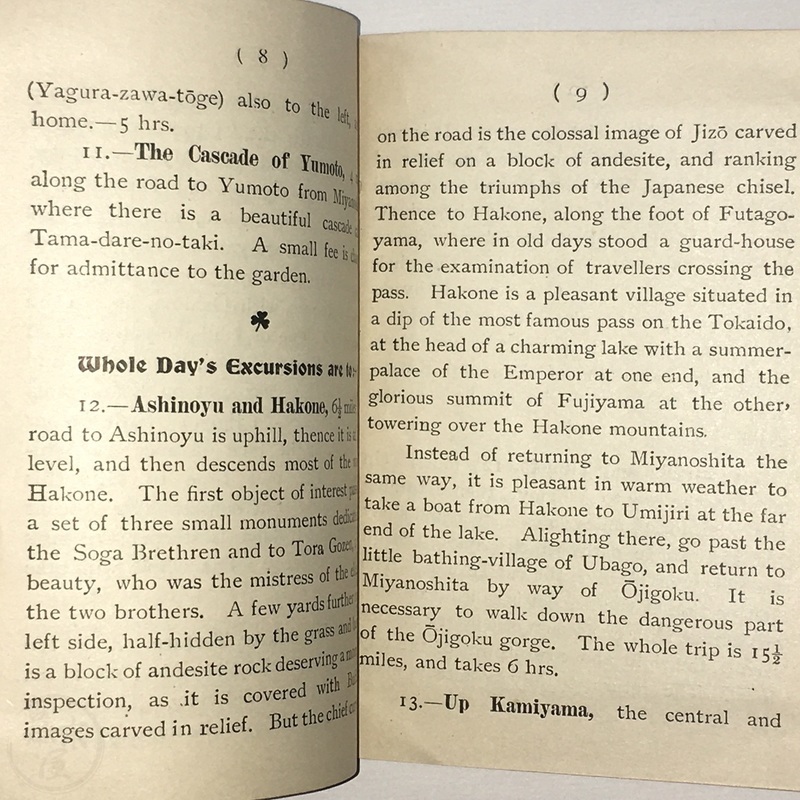 ( 8 )
(Yagura-zawa-tōge) also to the left,
home.—5 hrs.
11.—The Cascade of Yumoto,
along the road to Yumoto from
where there is a beautiful cascade
Tama-dare-no-taki. A small fee is
for admittance to the garden.
Whole Day's Excursions are
12.—Ashinoyu and Hakone, 6½
road to Ashinoyu is uphill, thence it is
level, and then descends most of the
Hakone. The first object of interest
a set of three small monuments
the Soga Brethren and to Tora
beauty, who was the mistress of the
the two brothers. A few yards further
left side, half-hidden by the grass and
is a block of andesite rock deserving a
inspection, as it is covered with
images carved in relief. But the chief
( 9 )
on the road is the colossal image of Jizō carved
in relief on a block of andesite, and ranking
among the triumphs of the Japanese chisel.
Thence to Hakone, along the foot of Futago-
yama, where in old days stood a guard-house
for the examination of travellers crossing the
pass. Hakone is a pleasant village situated in
a dip of the most famous pass on the Tokaido,
at the head of a charming lake with a summer-
palace of the Emperor at one end, and the
glorious summit of Fujiyama at the other,
towering over the Hakone mountains.
Instead of returning to Miyanoshita the
same way, it is pleasant in warm weather to
take a boat from Hakone to Umijiri at the far
end of the lake. Alighting there, go past the
little bathing-village of Ubago, and return to
Miyanoshita by way of Ōjigoku. It is
necessary to walk down the dangerous part
of the Ōjigoku gorge. The whole trip is 15½
miles, and takes 6 hrs.
13.—Up Kamiyama, the central and